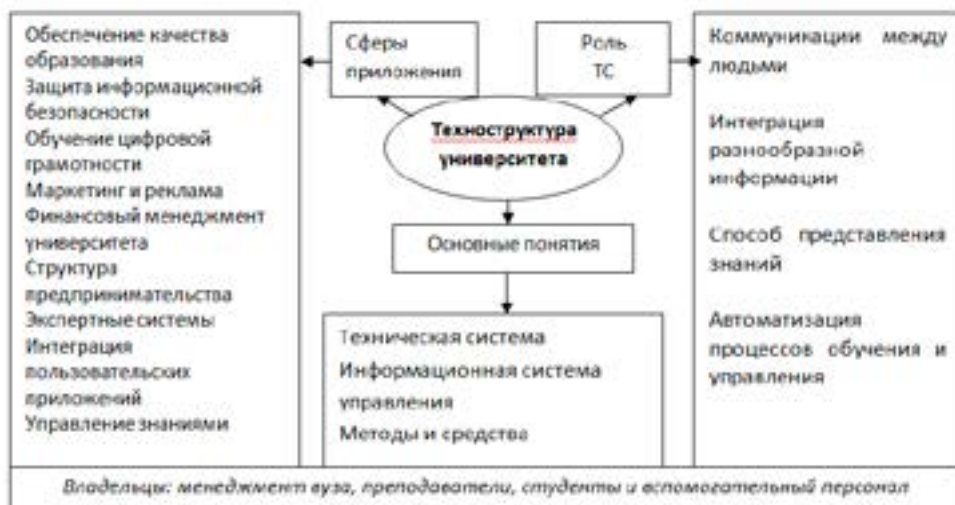 Обеспечение качества
образования
Защита информационной
безопасности
Обучение цифровой
грамотности
Маркетинг и реклама
Финансовый менеджмент
университета
Структура
предпринимательства
Экспертные системы
Интеграция
пользовательских
приложений
Управление знаниями
Сферы
приложения
Роль
ТС
Техноструктура
университета
Основные понятия
Техническая система
Информационная система
управления
Методы и средства
Коммуникации между
людьми
Интеграция
разнообразной
информации
Способ представления
знаний
Автоматизация
процессов обучения и
управления
Владельцы: менеджмент вуза, преподаватели, студенты и вспомогательный персонал